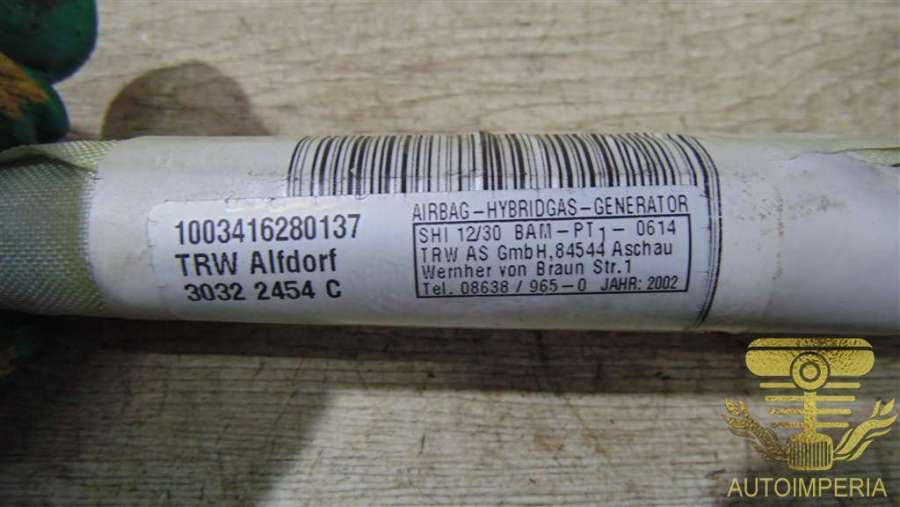 1003416280137
TRW Alfdorf
3032 2454 C
AIRBAG-HYBRIDGAS-GENERATOR
SHI 12/30 BAM-PT1-0614
TRW AS GmbH,84544 Aschau
Wernher von Braun Str.1
Tel. 08638 / 965-0 JAHR: 2002
AUTOIMPERIA